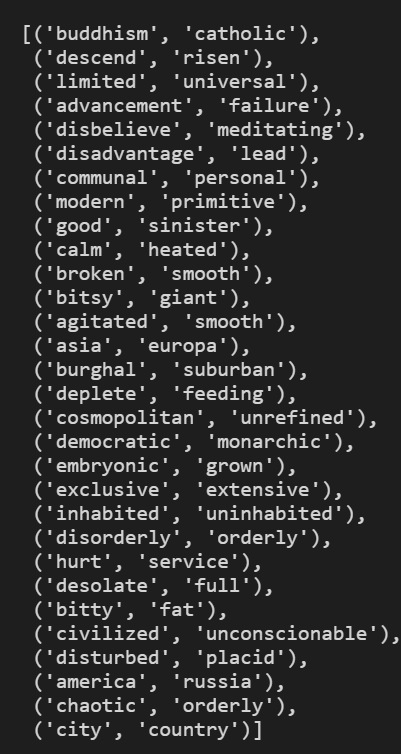 [('buddhism', 'catholic'),
('descend', 'risen'),
('limited', 'universal'),
('advancement', 'failure'),
('disbelieve', 'meditating'),
('disadvantage', 'lead'),
('communal', 'personal'),
('modern', 'primitive'),
('good', 'sinister'),
('calm', 'heated'),
('broken', 'smooth'),
('bitsy', 'giant'),
('agitated', 'smooth'),
('asia', 'europa'),
('burghal', 'suburban'),
('deplete', 'feeding'),
('cosmopolitan', 'unrefined'),
('democratic', 'monarchic'),
('embryonic', 'grown'),
('exclusive', 'extensive'),
('inhabited', 'uninhabited'),
('disorderly', 'orderly'),
('hurt', 'service'),
('desolate', 'full'),
('bitty', 'fat'),
('civilized', 'unconscionable'),
('disturbed', 'placid'),
('america', 'russia'),
('chaotic', 'orderly'),
('city', 'country')]